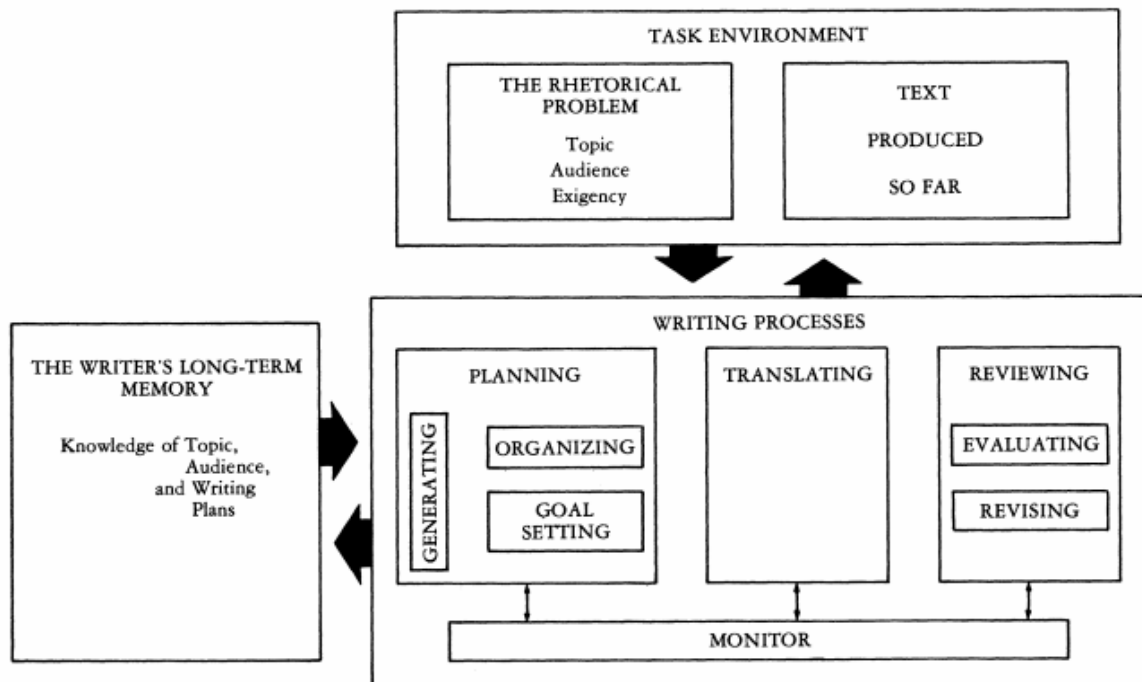 TASK ENVIRONMENT
THE RHETORICAL
PROBLEM
Topic
Audience
Exigency
TEXT
PRODUCED
SO FAR
THE WRITER'S LONG-TERM
MEMORY
Knowledge of Topic,
Audience,
and Writing
Plans
WRITING PROCESSES
PLANNING
GENERATING
ORGANIZING
GOAL
SETTING
TRANSLATING
REVIEWING
EVALUATING
REVISING
MONITOR